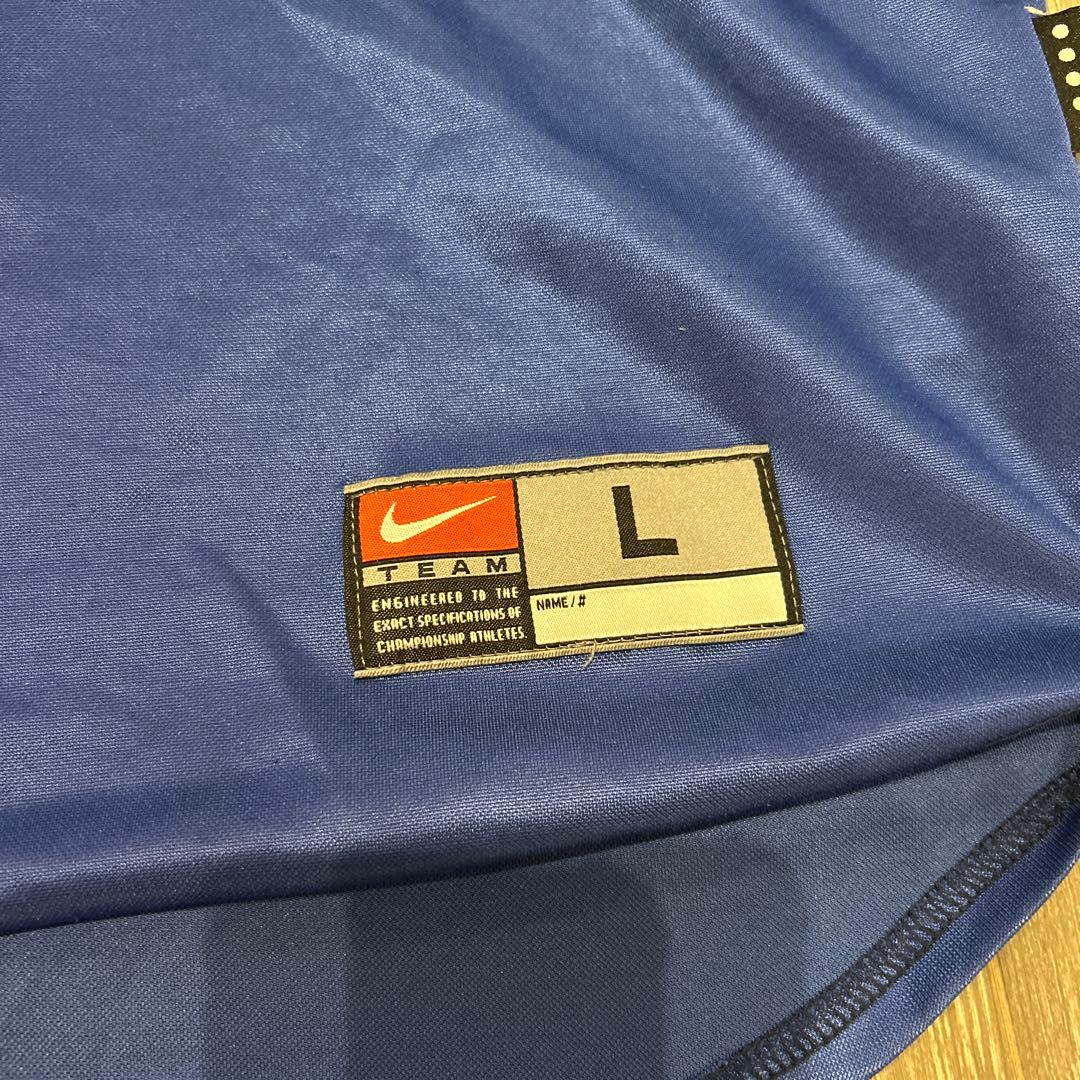 L
TEAM
ENGINEERED TO THE
EXACT SPECIFICATIONS OF
CHAMPIONSHIP ATHLETES
NAME/#